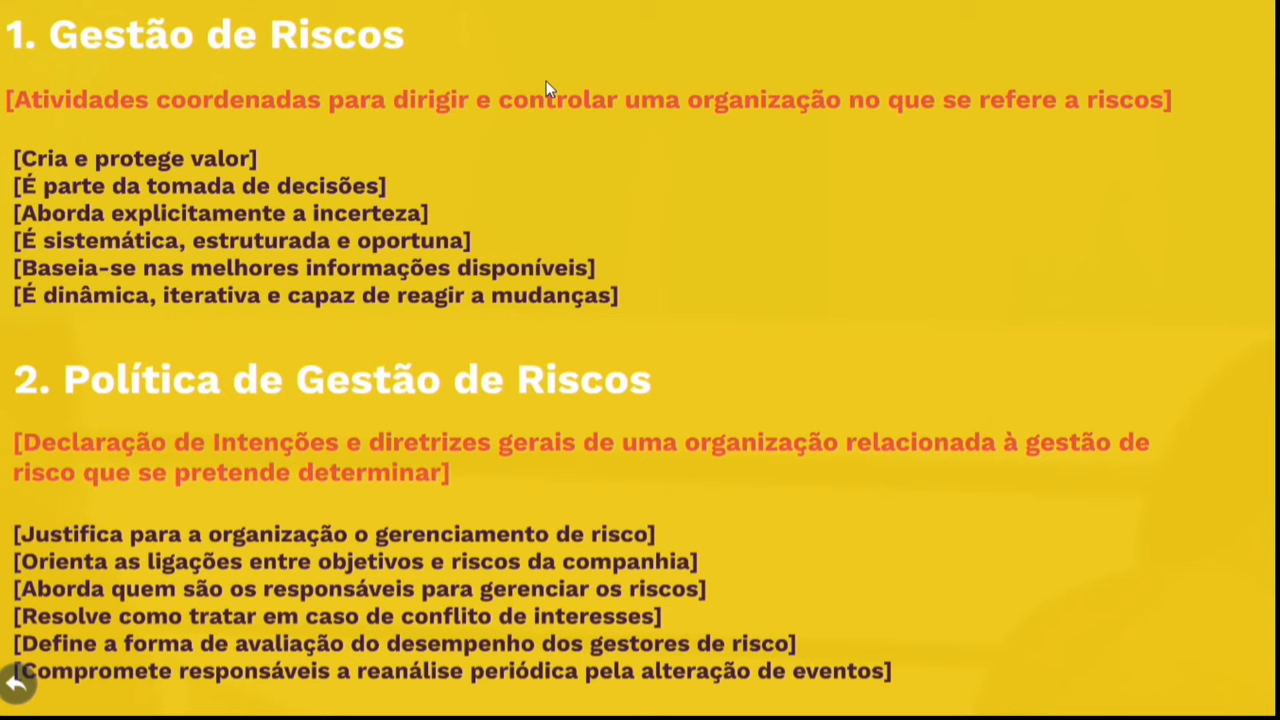 1. Gestão de Riscos
[Atividades coordenadas para dirigir e controlar uma organização no que se refere a riscos]
[Cria e protege valor]
[É parte da tomada de decisões]
[Aborda explicitamente a incerteza]
[É sistemática, estruturada e oportuna]
[Baseia-se nas melhores informações disponíveis]
[É dinâmica, iterativa e capaz de reagir a mudanças]
2. Política de Gestão de Riscos
[Declaração de Intenções e diretrizes gerais de uma organização relacionada à gestão de
risco que se pretende determinar]
[Justifica para a organização o gerenciamento de risco]
[Orienta as ligações entre objetivos e riscos da companhia]
[Aborda quem são os responsáveis para gerenciar os riscos]
[Resolve como tratar em caso de conflito de interesses]
[Define a forma de avaliação do desempenho dos gestores de risco]
[Compromete responsáveis a reanálise periódica pela alteração de eventos]